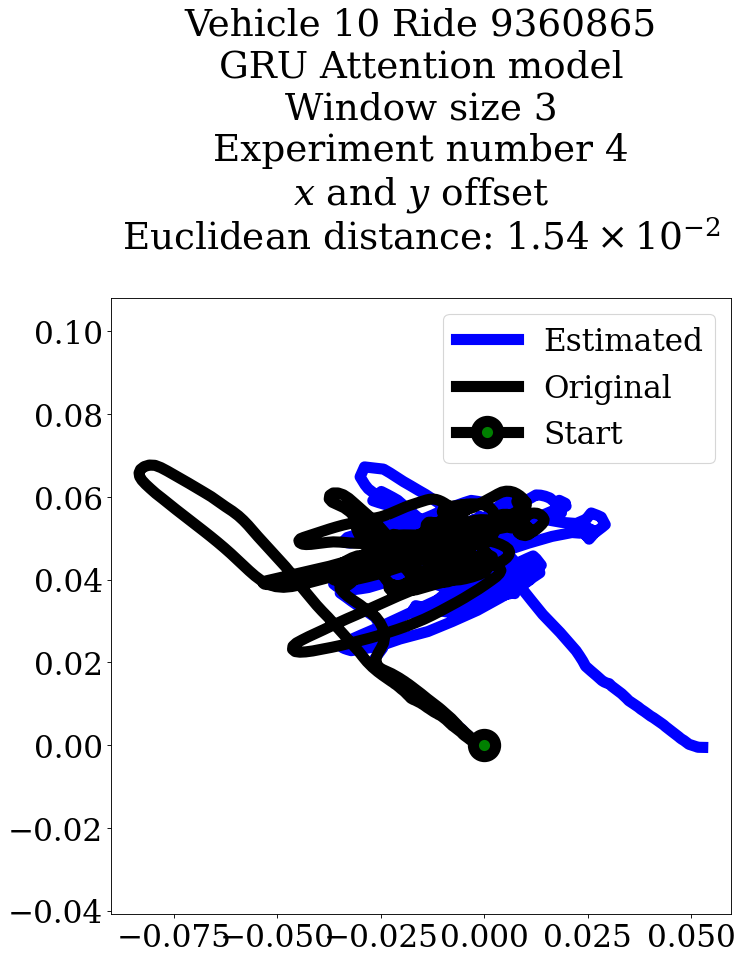 Vehicle 10 Ride 9360865
GRU Attention model
Window size 3
Experiment number 4
x and y offset
Euclidean distance: 1.54 × 10⁻²
Estimated
Original
Start
0.10
0.08
0.06
0.04
0.02
0.00
−0.02
−0.04
−0.075 −0.050 −0.025 0.000 0.025 0.050